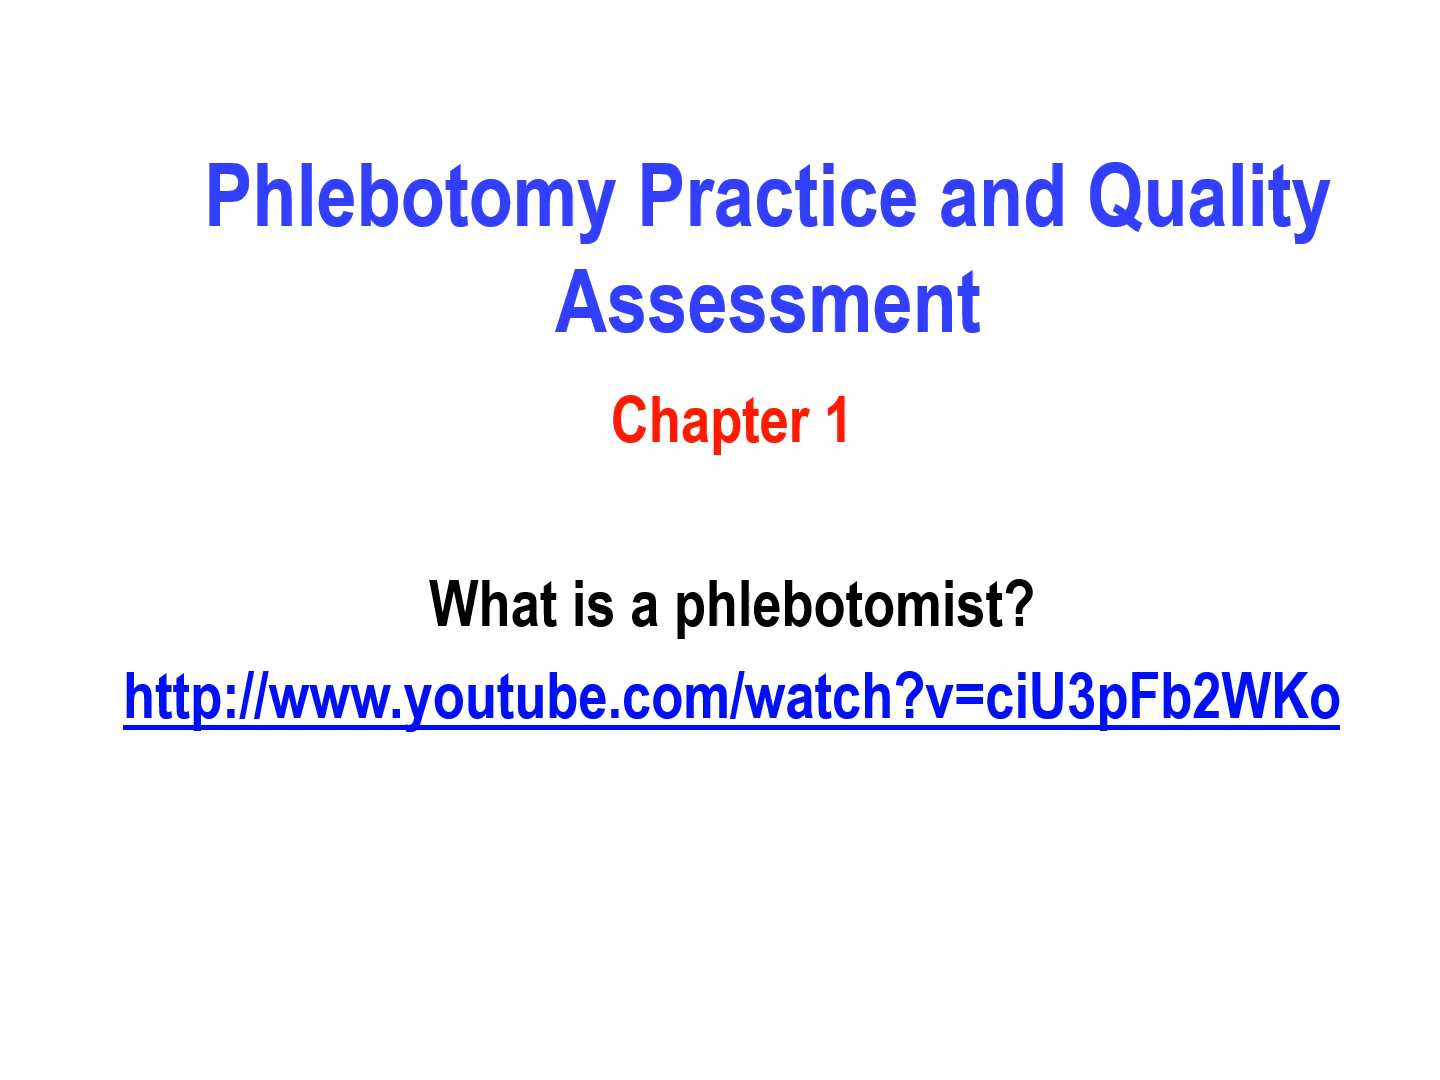 Phlebotomy Practice and Quality
Assessment
Chapter 1
What is a phlebotomist?
http://www.youtube.com/watch?v=ciU3pFb2WKo